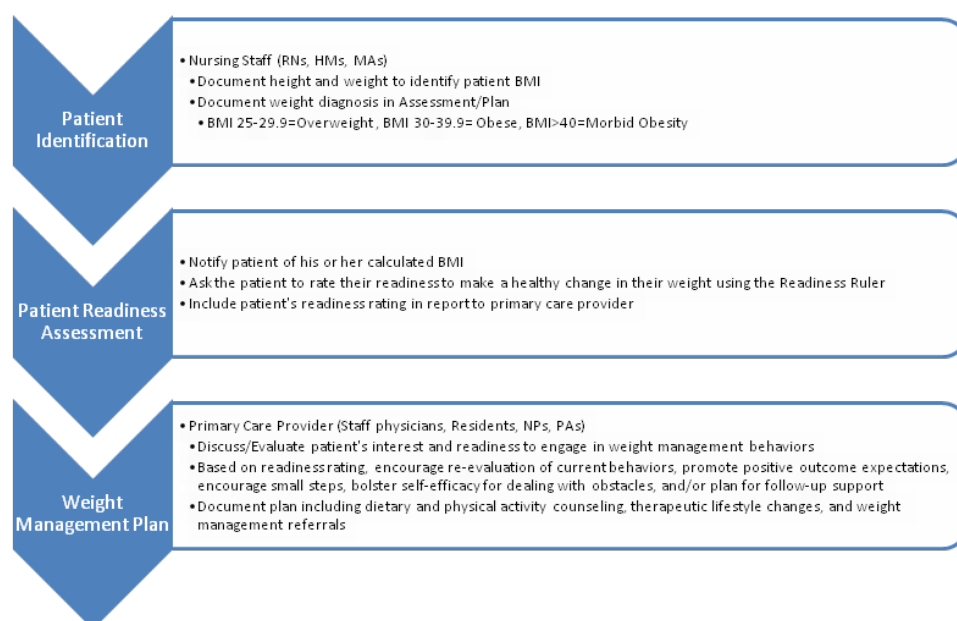 Patient
Identification
• Nursing Staff (RNs, HMs, MAs)
• Document height and weight to identify patient BMI
• Document weight diagnosis in Assessment/Plan
• BMI 25-29.9=Overweight, BMI 30-39.9= Obese, BMI>40=Morbid Obesity
Patient Readiness
Assessment
• Notify patient of his or her calculated BMI
• Ask the patient to rate their readiness to make a healthy change in their weight using the Readiness Ruler
• Include patient's readiness rating in report to primary care provider
Weight
Management Plan
• Primary Care Provider (Staff physicians, Residents, NPs, PAs)
• Discuss/Evaluate patient's interest and readiness to engage in weight management behaviors
• Based on readiness rating, encourage re-evaluation of current behaviors, promote positive outcome expectations,
encourage small steps, bolster self-efficacy for dealing with obstacles, and/or plan for follow-up support
• Document plan including dietary and physical activity counseling, therapeutic lifestyle changes, and weight
management referrals